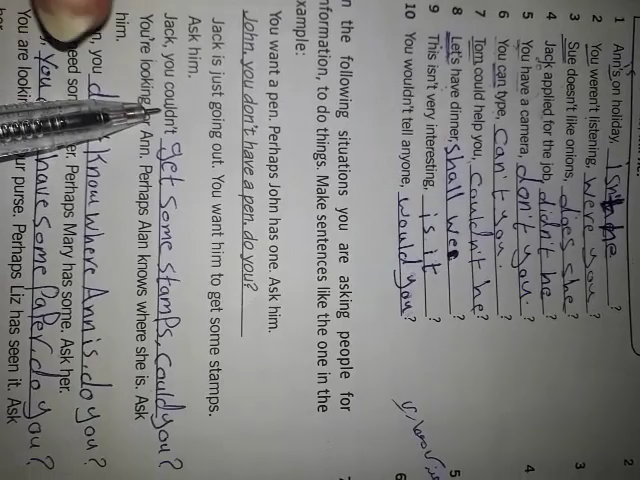 1 Ann's on holiday, isn't she ?
2 You weren't listening, were you ?
3 Sue doesn't like onions, does she ?
4 Jack applied for the job, didn't he ?
5 You have a camera, don't you ?
6 You can type, can't you. ?
7 Tom could help you, couldn't he ?
8 Let's have dinner, shall we ?
9 This isn't very interesting, is it ?
10 You wouldn't tell anyone, would you ?
n the following situations you are asking people for
nformation, to do things. Make sentences like the one in the
xample:
You want a pen. Perhaps John has one. Ask him.
John, you don't have a pen, do you?
Jack is just going out. You want him to get some stamps.
Ask him.
Jack, you couldn't get some stamps, could you?
You're looking Ann. Perhaps Alan knows where she is. Ask
him.
n, you know where Ann is, do you?
eed som er. Perhaps Mary has some. Ask her.
you have some Paper, do you?
You are lookin ur purse. Perhaps Liz has seen it. Ask
her.
2
3
4
5
6